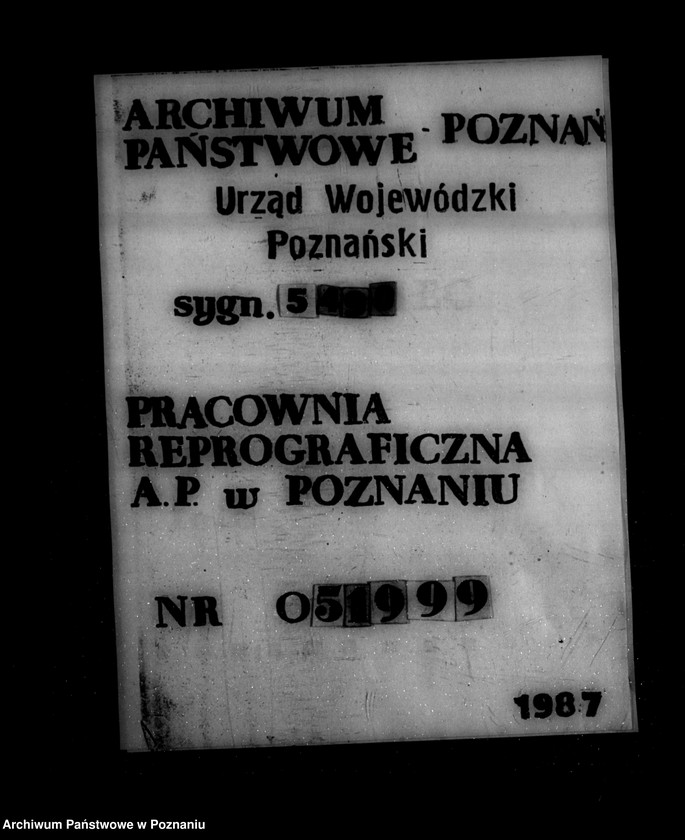 ARCHIWUM
PAŃSTWOWE - POZNAŃ
Urząd Wojewódzki
Poznański
sygn. 5
PRACOWNIA
REPROGRAFICZNA
A.P. w POZNANIU
NR O51999
1987
Archiwum Państwowe w Poznaniu